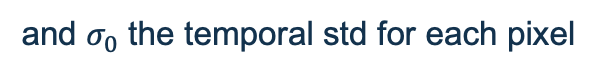 and σ₀ the temporal std for each pixel